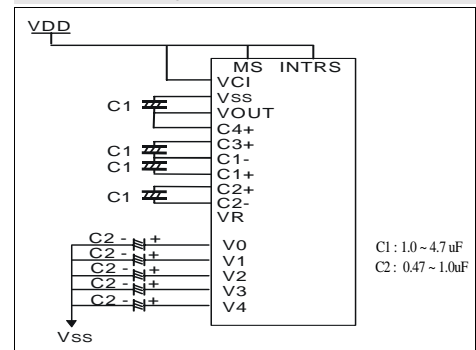 VDD
MS INTRS
VCI
Vss
C1
VOUT
C4+
C3+
C1
C1-
C1
C1+
C2+
C1
C2-
VR
C2 - + V0
C2 - + V1
C2 - + V2
C2 - + V3
C2 - + V4
C1 : 1.0 ~ 4.7 uF
C2 : 0.47 ~ 1.0uF
Vss